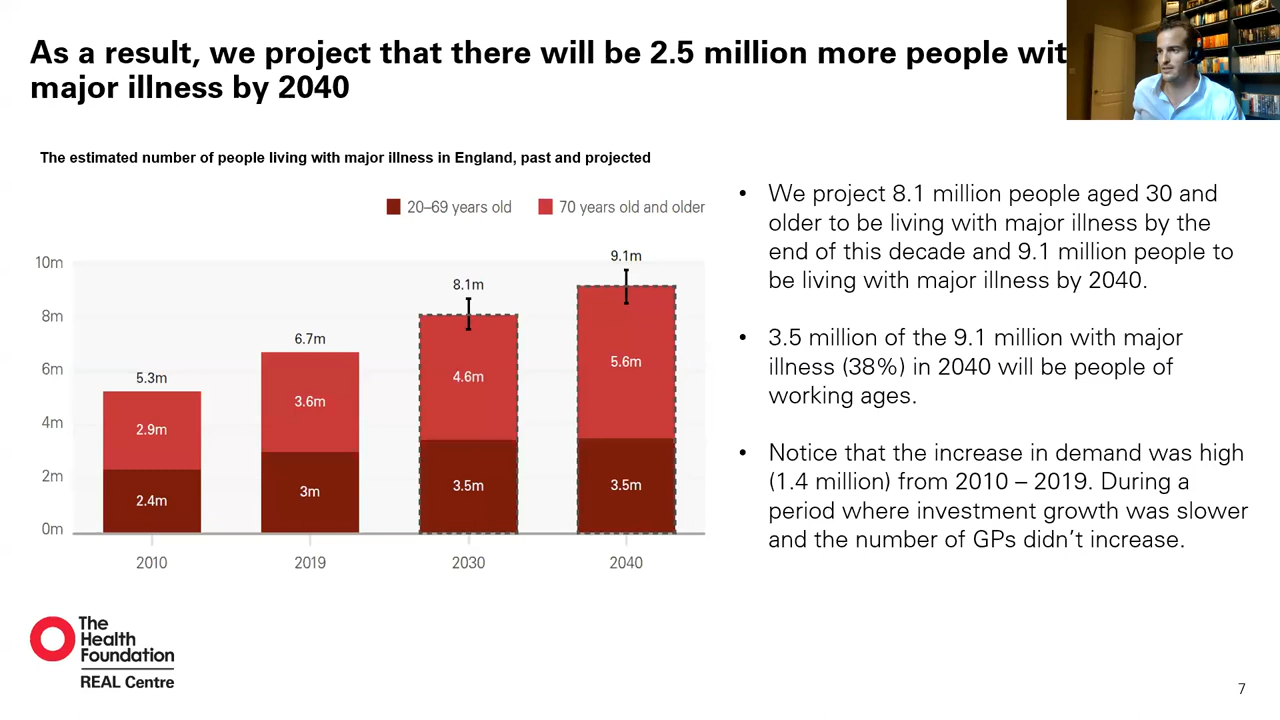 As a result, we project that there will be 2.5 million more people wit
major illness by 2040
The estimated number of people living with major illness in England, past and projected
20–69 years old 70 years old and older
10m
8m
6m
4m
2m
0m
5.3m
2.9m
2.4m
6.7m
3.6m
3m
8.1m
4.6m
3.5m
9.1m
5.6m
3.5m
2010 2019 2030 2040
• We project 8.1 million people aged 30 and
older to be living with major illness by the
end of this decade and 9.1 million people to
be living with major illness by 2040.
• 3.5 million of the 9.1 million with major
illness (38%) in 2040 will be people of
working ages.
• Notice that the increase in demand was high
(1.4 million) from 2010 – 2019. During a
period where investment growth was slower
and the number of GPs didn't increase.
The
Health
Foundation
REAL Centre
7